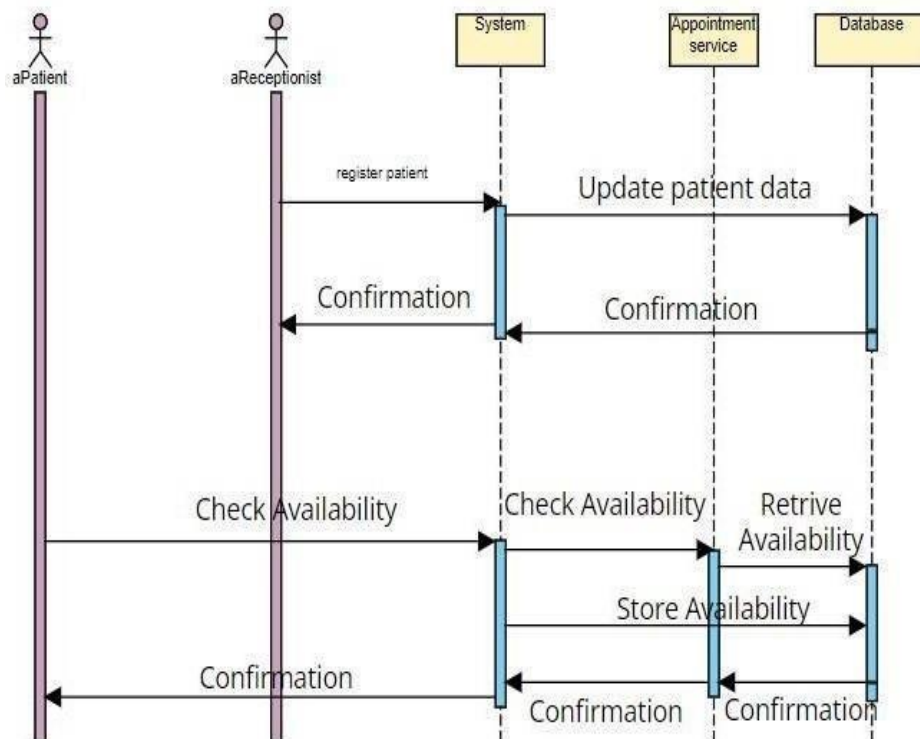 System
Appointment
service
Database
aPatient
aReceptionist
register patient
Update patient data
Confirmation
Confirmation
Check Availability
Check Availability
Retrive
Availability
Store Availability
Confirmation
Confirmation
Confirmation